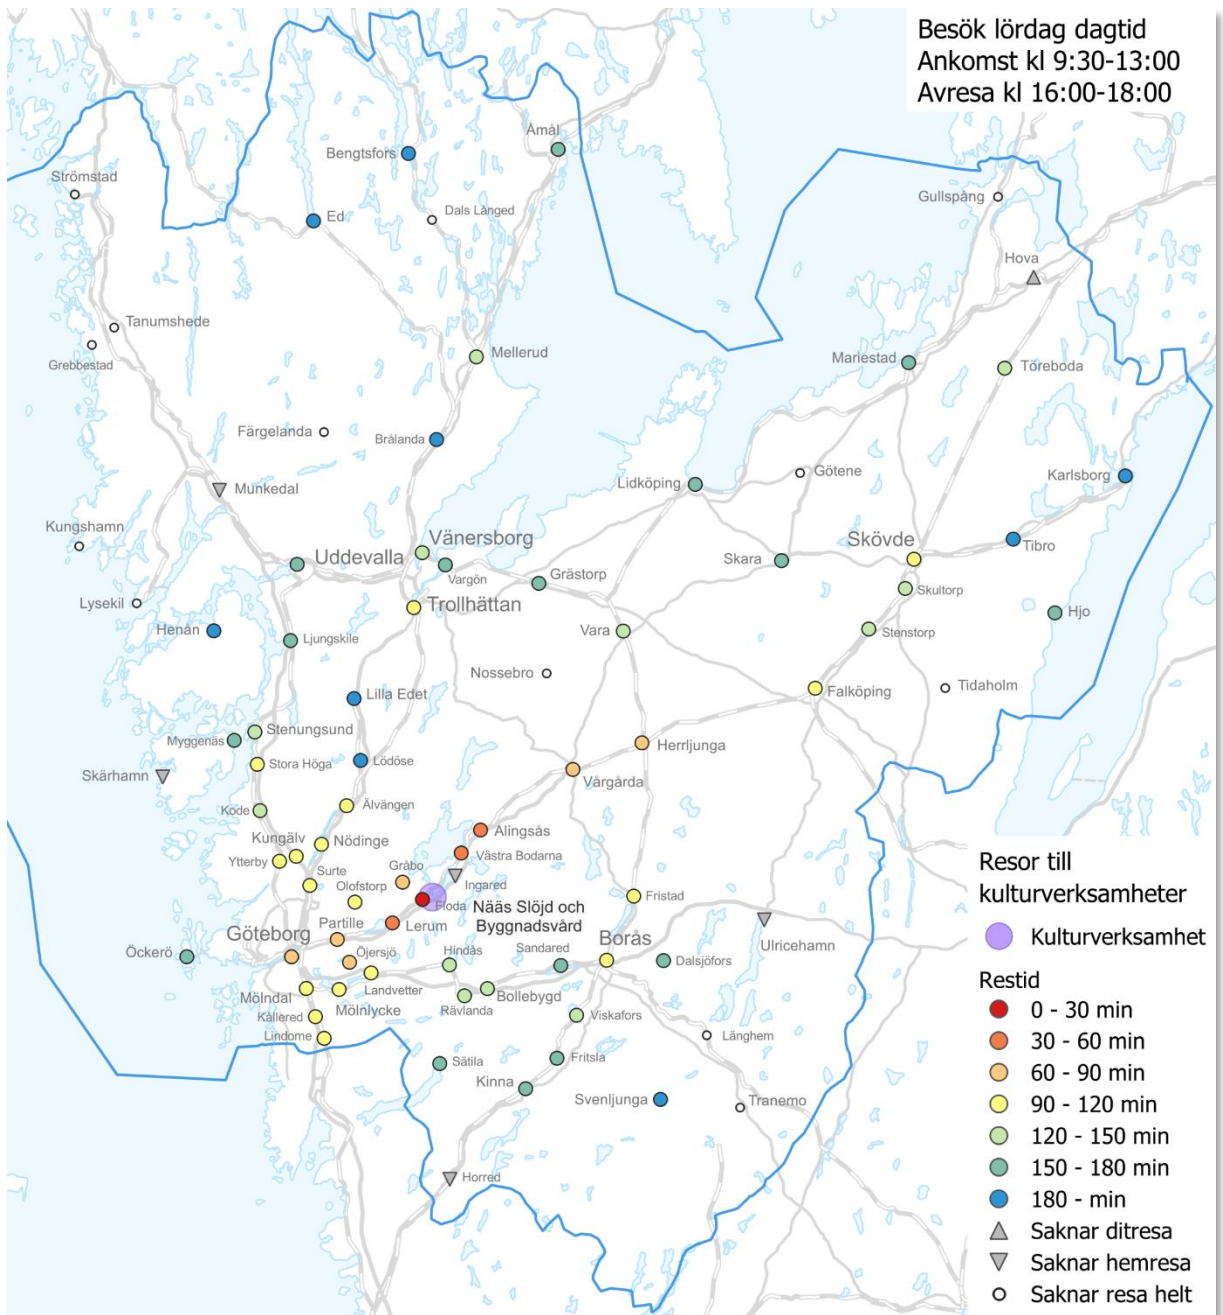 Besök lördag dagtid
Ankomst kl 9:30-13:00
Avresa kl 16:00-18:00
Åmål
Bengtsfors
Strömstad
Gullspång
Dals Långed
Ed
Hova
Tanumshede
Mellerud
Mariestad
Grebbestad
Töreboda
Färgelanda
Brålanda
Götene
Karlsborg
Lidköping
Munkedal
Kungshamn
Vänersborg
Skövde
Tibro
Uddevalla
Skara
Vargön
Grästorp
Skultorp
Lysekil
Trollhättan
Hjo
Henån
Vara
Stenstorp
Ljungskile
Nossebro
Tidaholm
Lilla Edet
Falköping
Stenungsund
Myggenäs
Herrljunga
Lödöse
Stora Höga
Skärhamn
Vårgårda
Älvängen
Kode
Alingsås
Kungälv
Nödinge
Västra Bodarna
Ytterby
Gråbo
Surte
Ingared
Olofstorp
Fristad
Floda
Nääs Slöjd och
Byggnadsvård
Partille
Lerum
Göteborg
Borås
Ulricehamn
Öckerö
Öjersjö
Hindås
Sandared
Dalsjöfors
Landvetter
Mölndal
Bollebygd
Mölnlycke
Rävlanda
Kållered
Viskafors
Lindome
Länghem
Sätila
Fritsla
Kinna
Svenljunga
Tranemo
Horred
Resor till
kulturverksamheter
Kulturverksamhet
Restid
0 - 30 min
30 - 60 min
60 - 90 min
90 - 120 min
120 - 150 min
150 - 180 min
180 - min
Saknar ditresa
Saknar hemresa
Saknar resa helt